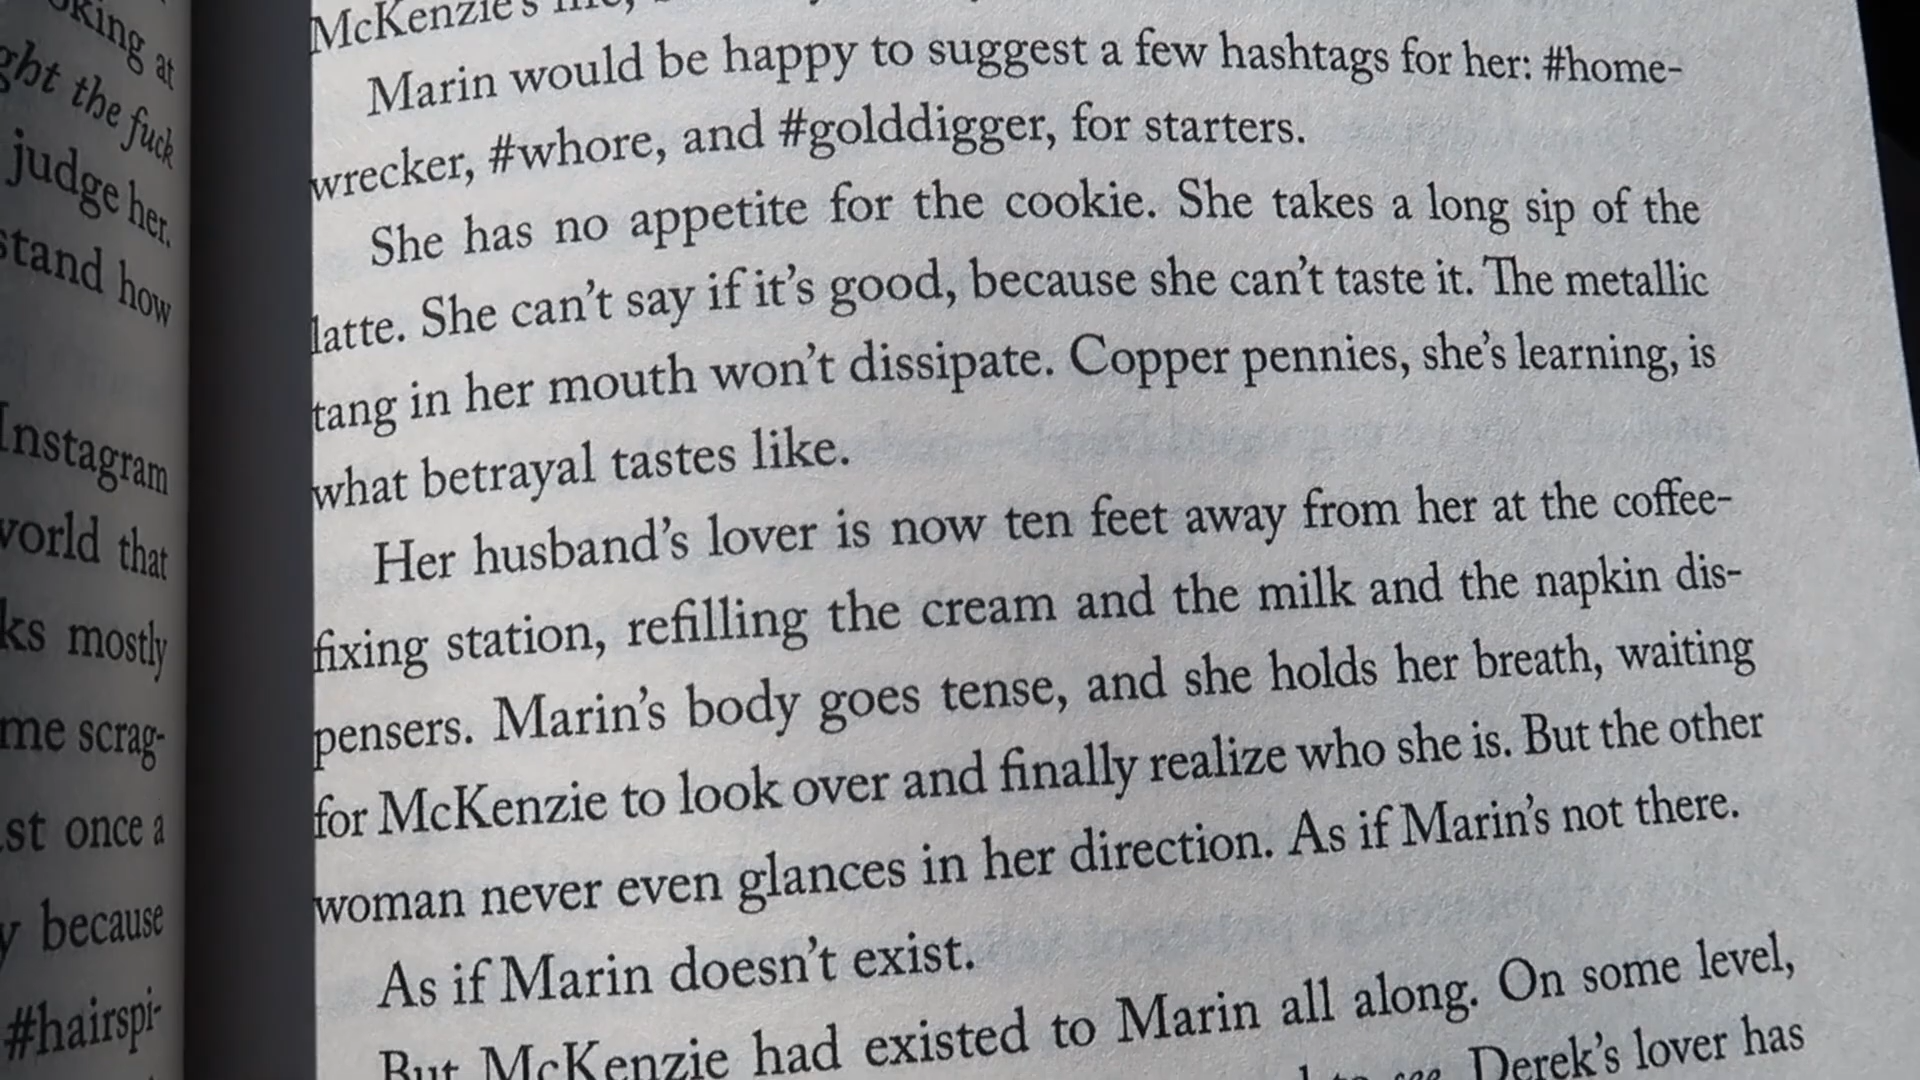 oking at
ght the fuck
judge her.
stand how
Instagram
world that
ks mostly
me scrag-
st once a
y because
#hairspi-
McKenzie's
Marin would be happy to suggest a few hashtags for her: #home-
wrecker, #whore, and #golddigger, for starters.
She has no appetite for the cookie. She takes a long sip of the
latte. She can't say if it's good, because she can't taste it. The metallic
tang in her mouth won't dissipate. Copper pennies, she's learning, is
what betrayal tastes like.
Her husband's lover is now ten feet away from her at the coffee-
fixing station, refilling the cream and the milk and the napkin dis-
pensers. Marin's body goes tense, and she holds her breath, waiting
for McKenzie to look over and finally realize who she is. But the other
woman never even glances in her direction. As if Marin's not there.
As if Marin doesn't exist.
But McKenzie had existed to Marin all along. On some level,
to see. Derek's lover has